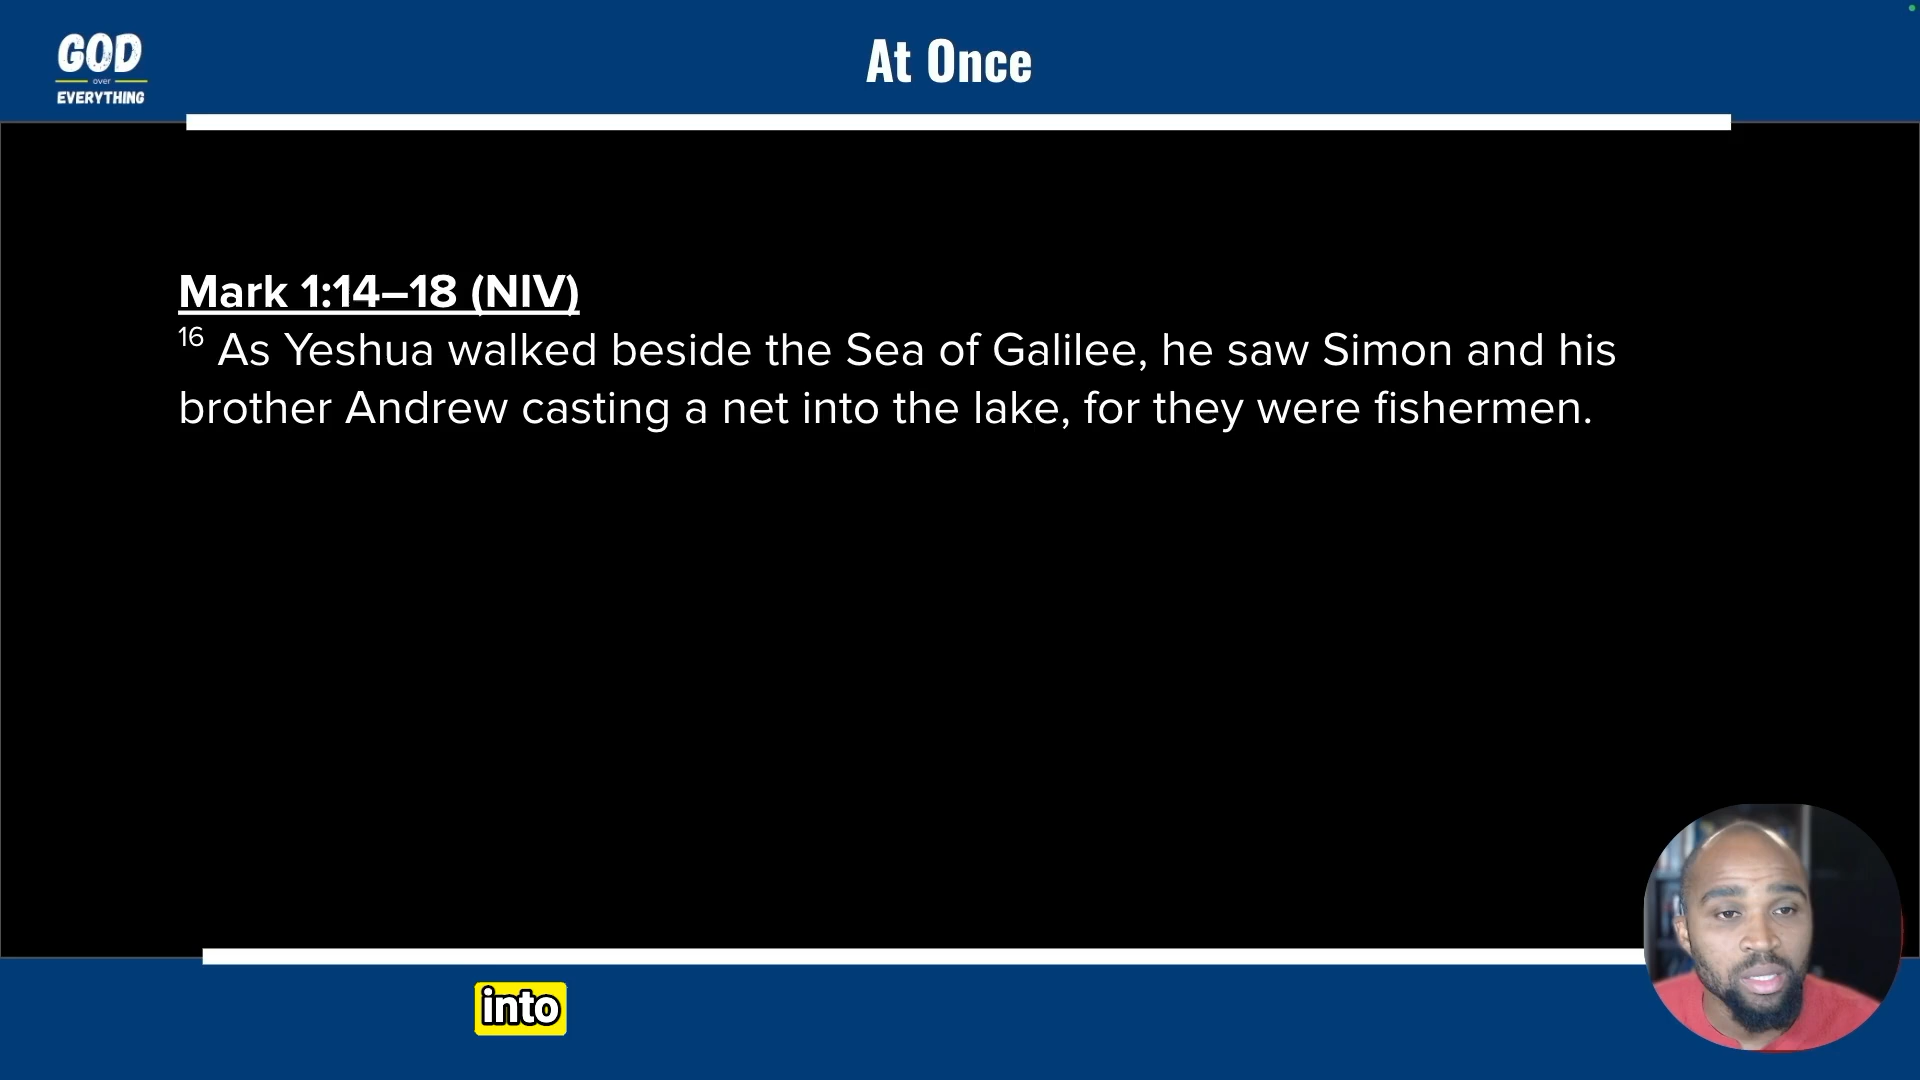 GOD
over
EVERYTHING
At Once
Mark 1:14–18 (NIV)
16 As Yeshua walked beside the Sea of Galilee, he saw Simon and his
brother Andrew casting a net into the lake, for they were fishermen.
into